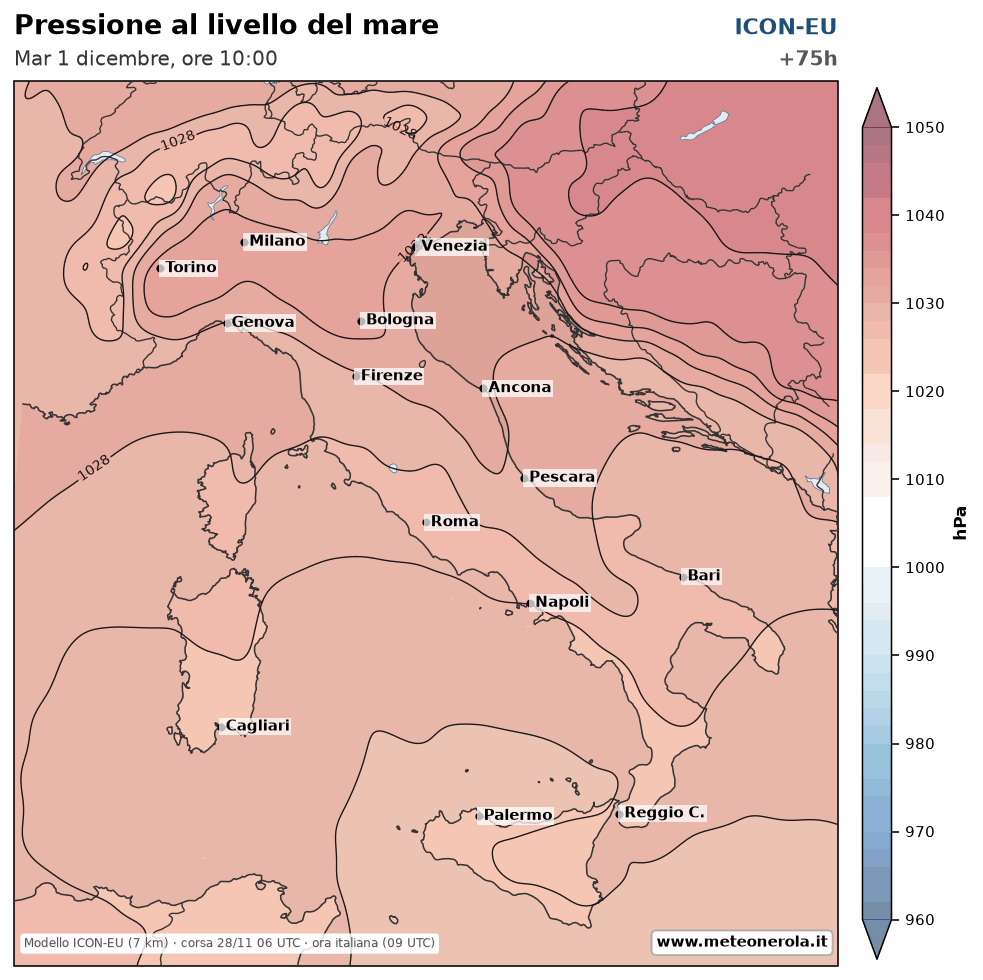 Pressione al livello del mare
ICON-EU
Mar 1 dicembre, ore 10:00
+75h
1028
1028
Milano
Venezia
Torino
Genova
Bologna
Firenze
Ancona
1028
Pescara
Roma
Bari
Napoli
Cagliari
Palermo
Reggio C.
1050
1040
1030
1020
1010
1000
990
980
970
960
hPa
Modello ICON-EU (7 km) · corsa 28/11 06 UTC · ora italiana (09 UTC)
www.meteonerola.it